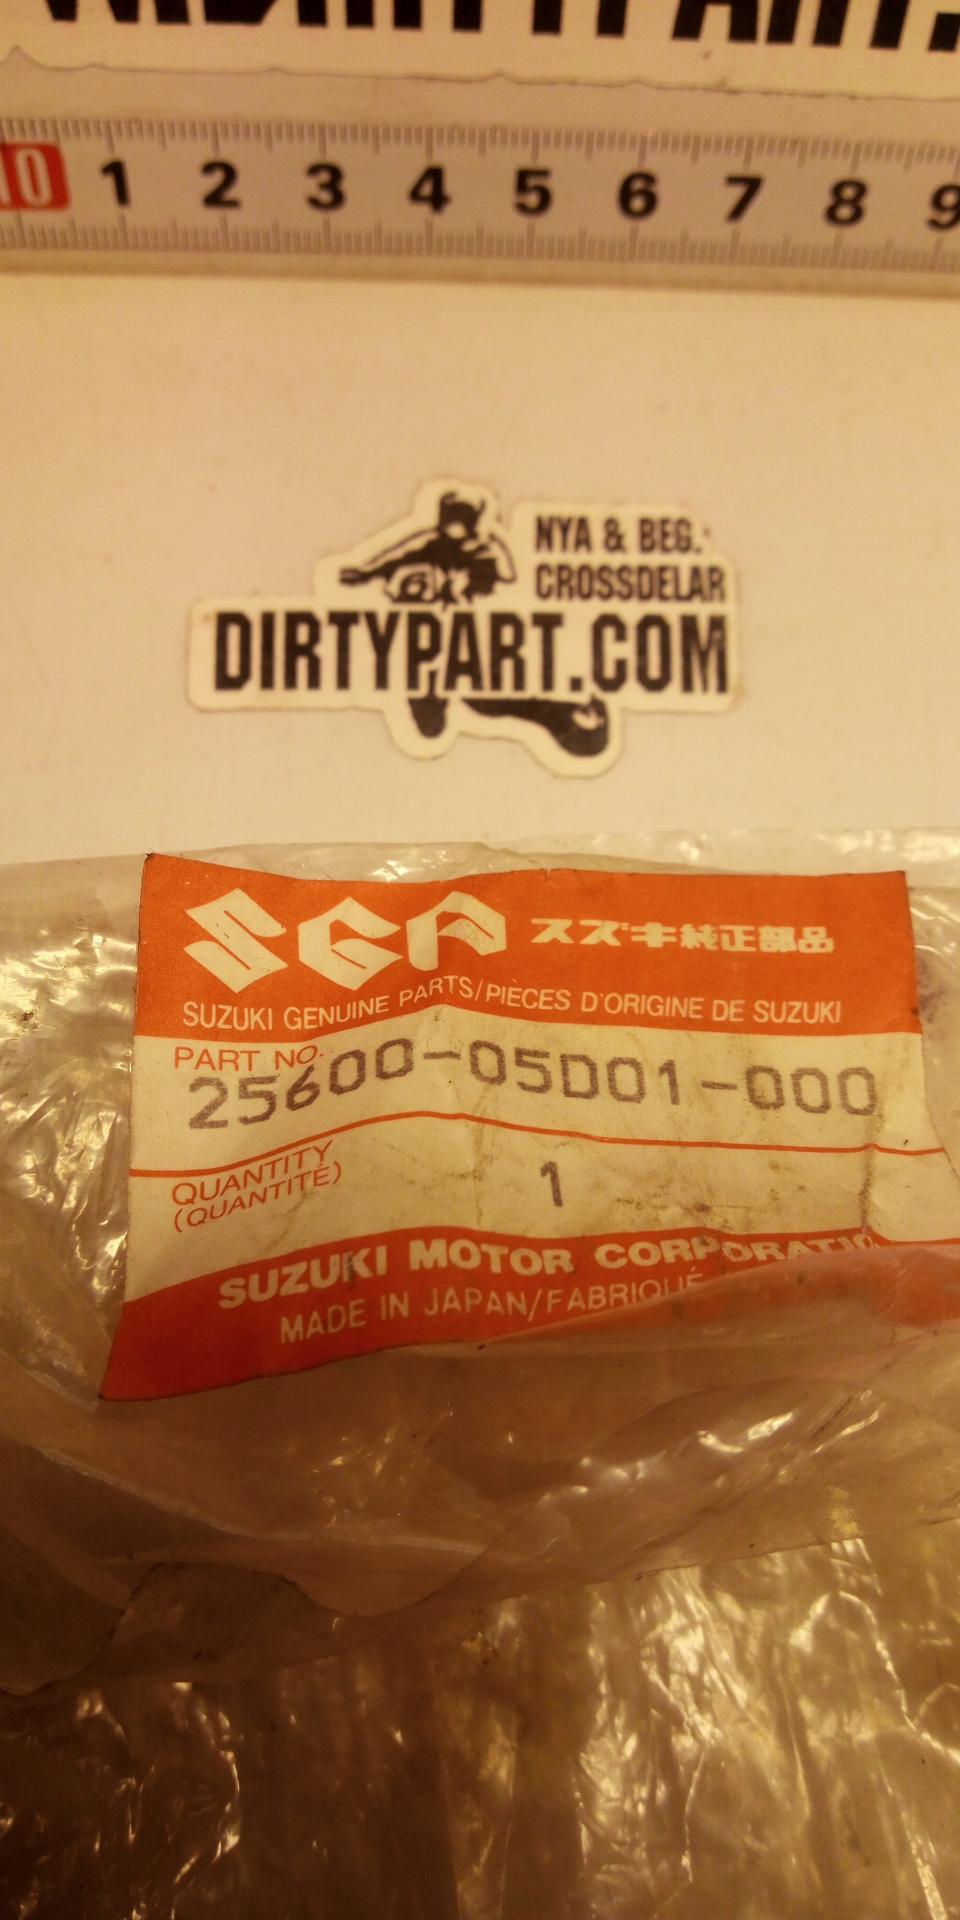 10 1 2 3 4 5 6 7 8 9
NYA & BEG.
CROSSDELAR
DIRTYPART.COM
SGP スズキ純正部品
SUZUKI GENUINE PARTS/PIÈCES D'ORIGINE DE SUZUKI
PART NO.
25600-05D01-000
QUANTITY
(QUANTITÉ)
1
SUZUKI MOTOR CORPORATIO
MADE IN JAPAN/FABRIQUÉ